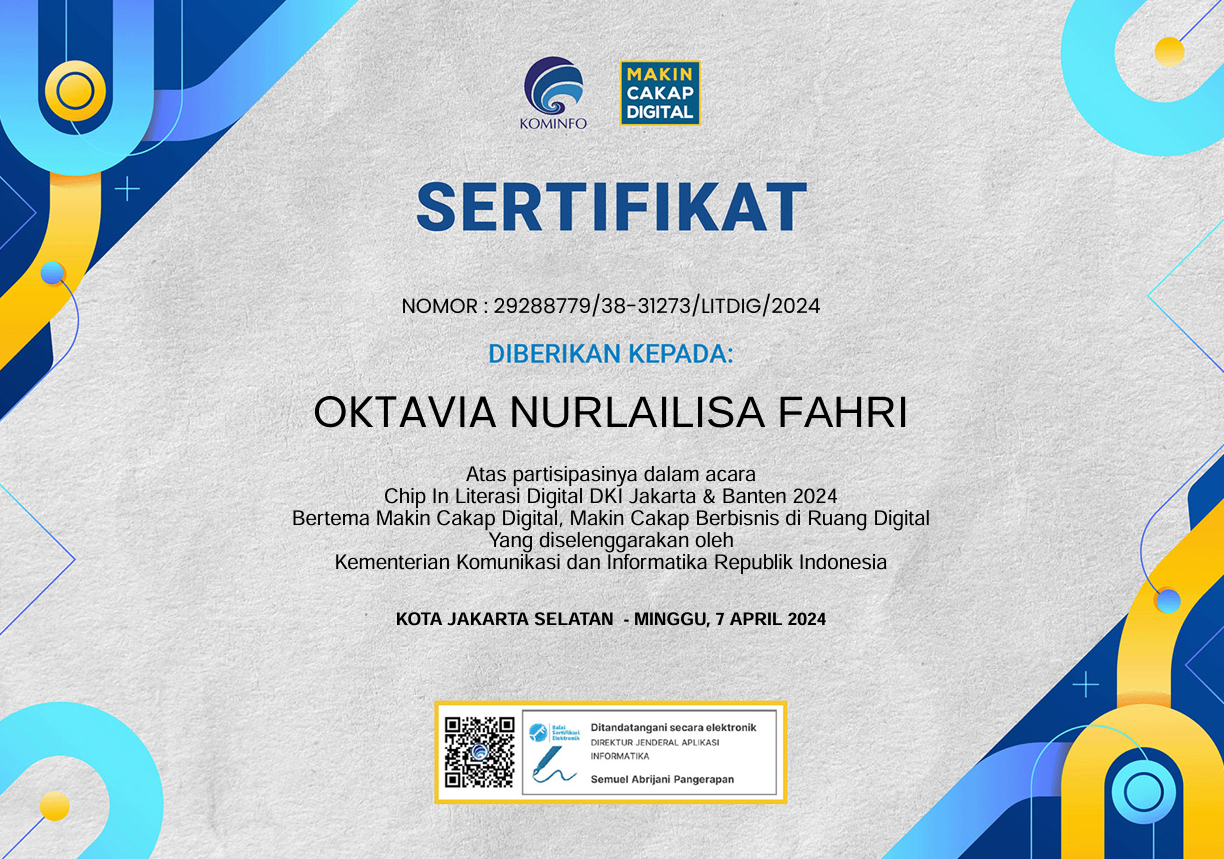 KOMINFO
MAKIN
CAKAP
DIGITAL
SERTIFIKAT
NOMOR : 29288779/38-31273/LITDIG/2024
DIBERIKAN KEPADA:
OKTAVIA NURLAILISA FAHRI
Atas partisipasinya dalam acara
Chip In Literasi Digital DKI Jakarta & Banten 2024
Bertema Makin Cakap Digital, Makin Cakap Berbisnis di Ruang Digital
Yang diselenggarakan oleh
Kementerian Komunikasi dan Informatika Republik Indonesia
KOTA JAKARTA SELATAN - MINGGU, 7 APRIL 2024
Balai
Sertifikasi
Elektronik
Ditandatangani secara elektronik
DIREKTUR JENDERAL APLIKASI
INFORMATIKA
Semuel Abrijani Pangerapan